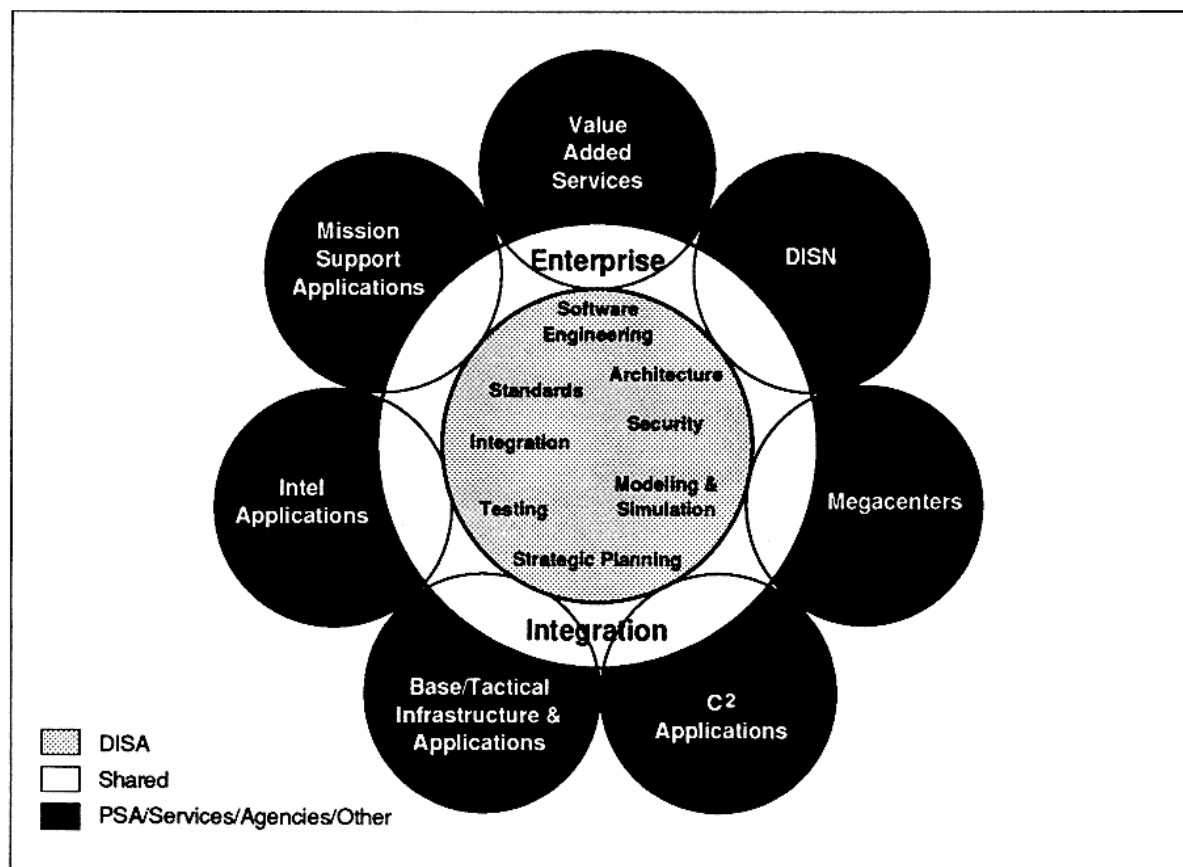 Value
Added
Services
Mission
Support
Applications
DISN
Enterprise
Software
Engineering
Architecture
Standards
Security
Integration
Modeling &
Simulation
Testing
Strategic Planning
Intel
Applications
Megacenters
Integration
Base/Tactical
Infrastructure &
Applications
C2
Applications
DISA
Shared
PSA/Services/Agencies/Other